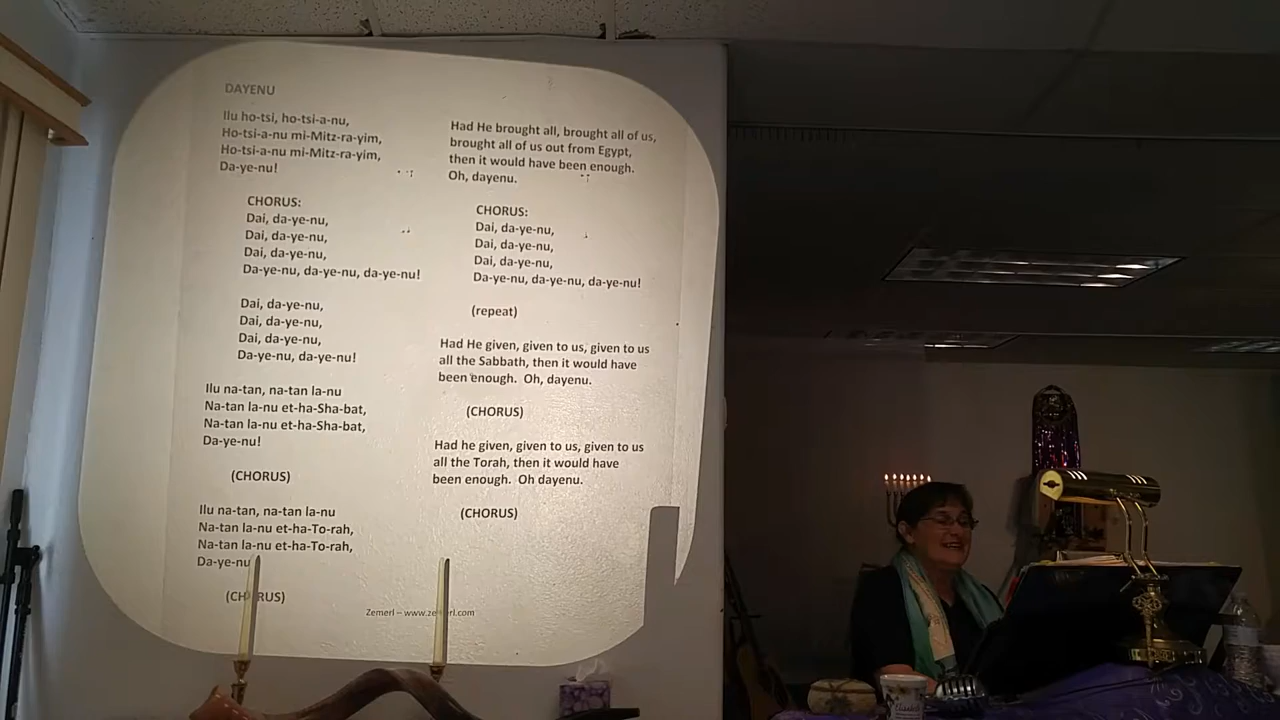 DAYENU
Ilu ho-tsi, ho-tsi-a-nu,
Ho-tsi-a-nu mi-Mitz-ra-yim,
Ho-tsi-a-nu mi-Mitz-ra-yim,
Da-ye-nu!
CHORUS:
Dai, da-ye-nu,
Dai, da-ye-nu,
Dai, da-ye-nu,
Da-ye-nu, da-ye-nu, da-ye-nu!
Dai, da-ye-nu,
Dai, da-ye-nu,
Dai, da-ye-nu,
Da-ye-nu, da-ye-nu!
Ilu na-tan, na-tan la-nu
Na-tan la-nu et-ha-Sha-bat,
Na-tan la-nu et-ha-Sha-bat,
Da-ye-nu!
(CHORUS)
Ilu na-tan, na-tan la-nu
Na-tan la-nu et-ha-To-rah,
Na-tan la-nu et-ha-To-rah,
Da-ye-nu
(CHORUS)
Had He brought all, brought all of us,
brought all of us out from Egypt,
then it would have been enough.
Oh, dayenu.
CHORUS:
Dai, da-ye-nu,
Dai, da-ye-nu,
Dai, da-ye-nu,
Da-ye-nu, da-ye-nu, da-ye-nu!
(repeat)
Had He given, given to us, given to us
all the Sabbath, then it would have
been enough.  Oh, dayenu.
(CHORUS)
Had he given, given to us, given to us
all the Torah, then it would have
been enough.  Oh dayenu.
(CHORUS)
Zemerl – www.zemerl.com
Elisabeth